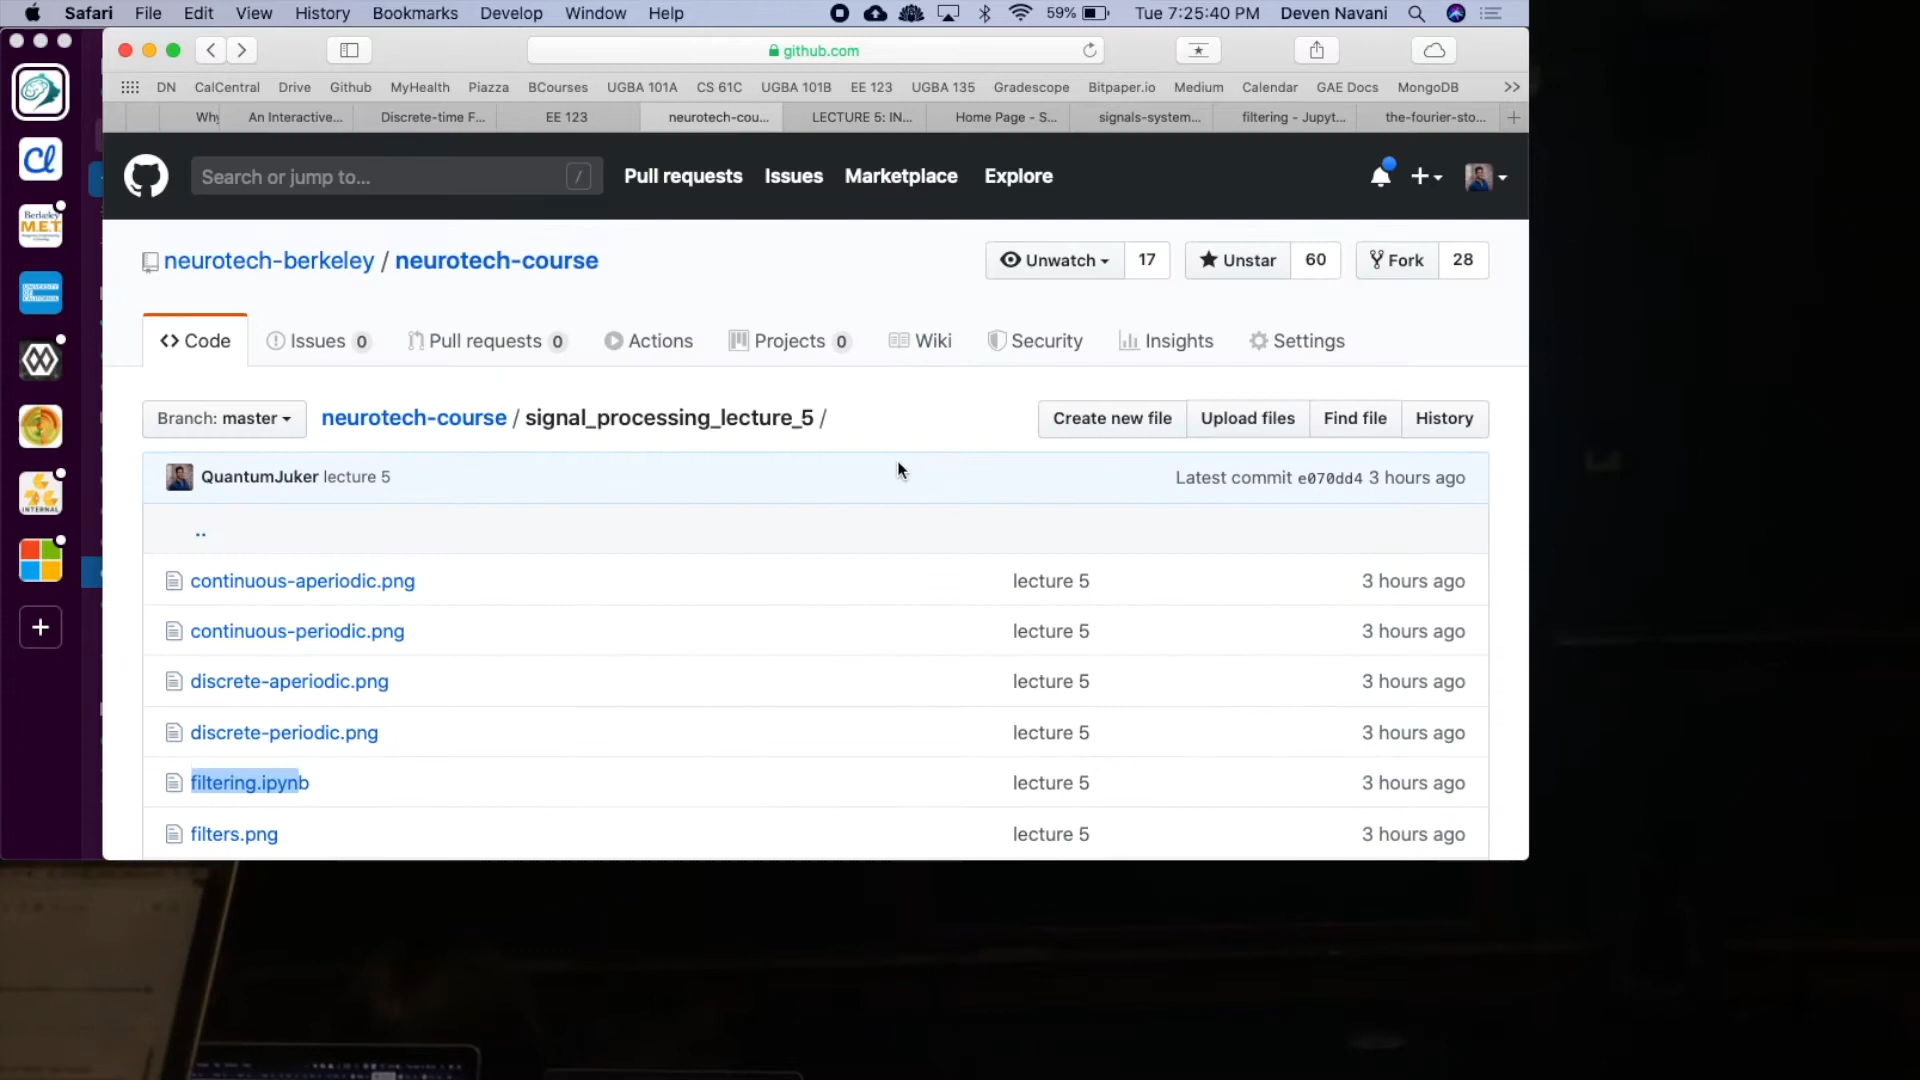 Safari File Edit View History Bookmarks Develop Window Help 59% Tue 7:25:40 PM Deven Navani
github.com
DN CalCentral Drive Github MyHealth Piazza BCourses UGBA 101A CS 61C UGBA 101B EE 123 UGBA 135 Gradescope Bitpaper.io Medium Calendar GAE Docs MongoDB >>
Why An Interactive... Discrete-time F... EE 123 neurotech-cou... LECTURE 5: IN... Home Page - S... signals-system... filtering - Jupyt... the-fourier-sto... +
Cl
Search or jump to... / Pull requests Issues Marketplace Explore
Berkeley
M.E.T.
neurotech-berkeley / neurotech-course Unwatch 17 Unstar 60 Fork 28
UNIVERSITY OF CALIFORNIA
<> Code Issues 0 Pull requests 0 Actions Projects 0 Wiki Security Insights Settings
Branch: master neurotech-course / signal_processing_lecture_5 / Create new file Upload files Find file History
QuantumJuker lecture 5 Latest commit e070dd4 3 hours ago
INTERNAL
..
continuous-aperiodic.png lecture 5 3 hours ago
continuous-periodic.png lecture 5 3 hours ago
discrete-aperiodic.png lecture 5 3 hours ago
discrete-periodic.png lecture 5 3 hours ago
filtering.ipynb lecture 5 3 hours ago
filters.png lecture 5 3 hours ago